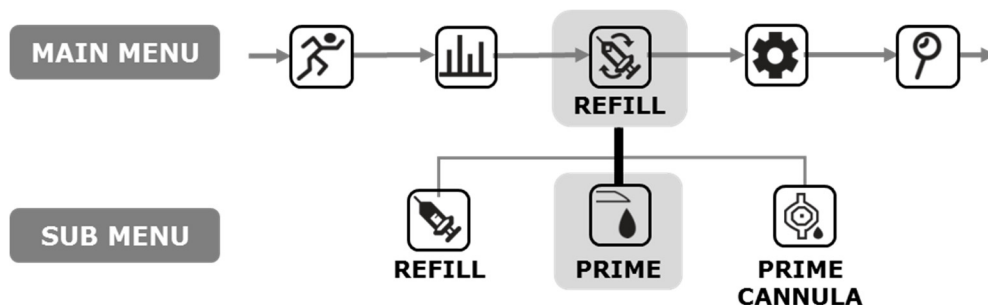 MAIN MENU
REFILL
SUB MENU
REFILL
PRIME
PRIME
CANNULA